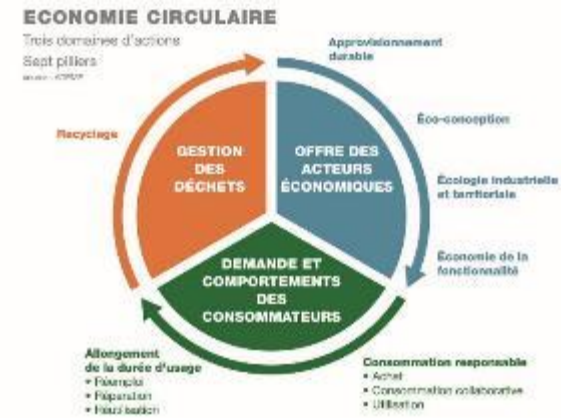 ECONOMIE CIRCULAIRE
Trois domaines d'actions
Sept piliers
Approvisionnement
durable
Éco-conception
Écologie industrielle
et territoriale
Économie de la
fonctionnalité
Recyclage
GESTION
DES
DÉCHETS
OFFRE DES
ACTEURS
ÉCONOMIQUES
DEMANDE ET
COMPORTEMENTS
DES
CONSOMMATEURS
Allongement
de la durée d'usage
• Réemploi
• Réparation
• Réutilisation
Consommation responsable
• Achat
• Consommation collaborative
• Utilisation